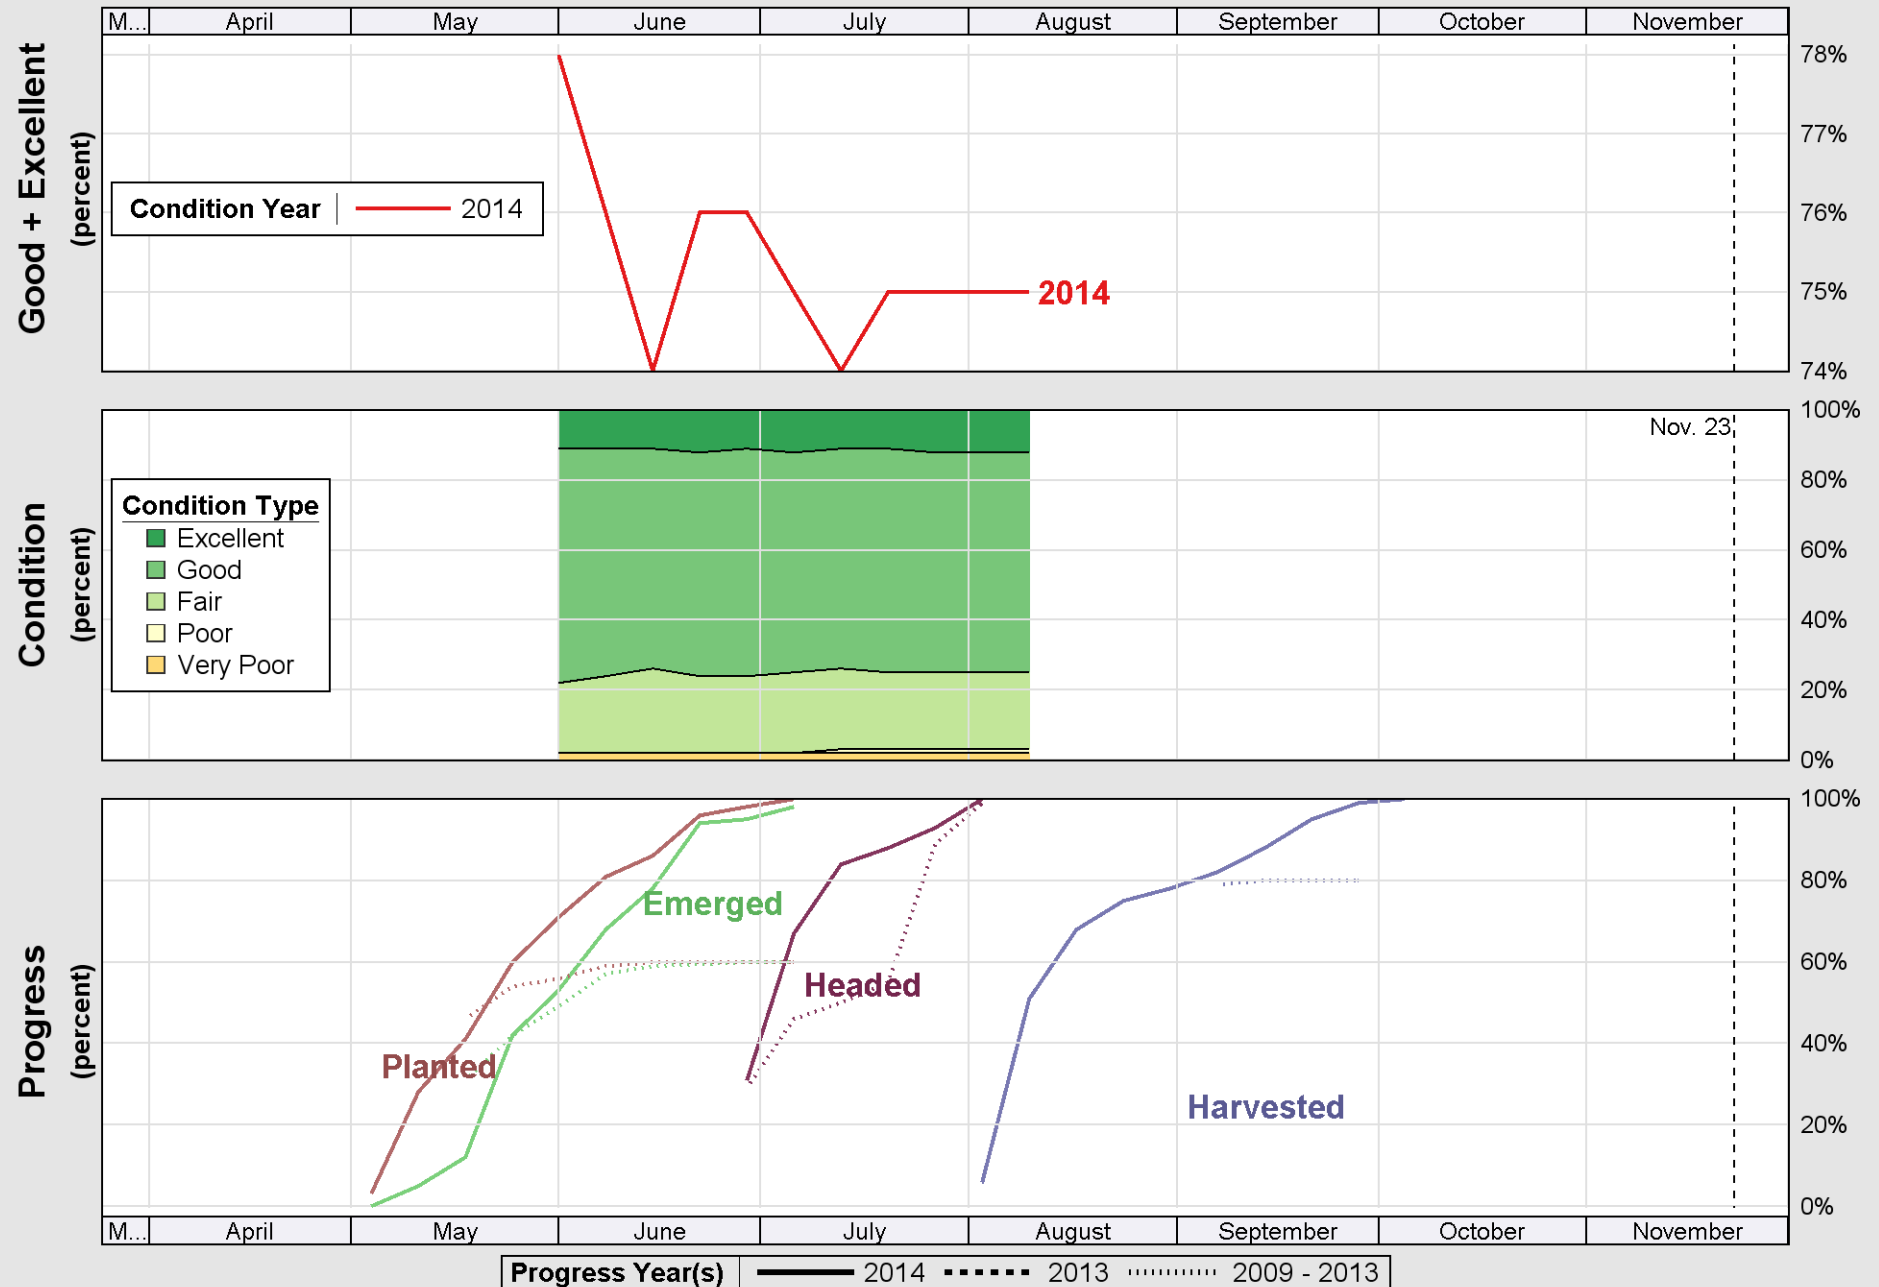 M... April May June July August September October November
Good + Excellent
(percent)
78%
77%
76%
75%
74%
Condition Year 2014
2014
Condition
(percent)
100%
80%
60%
40%
20%
0%
Nov. 23
Condition Type
Excellent
Good
Fair
Poor
Very Poor
Progress
(percent)
100%
80%
60%
40%
20%
0%
Emerged
Headed
Planted
Harvested
M... April May June July August September October November
Progress Year(s) 2014 2013 2009 - 2013